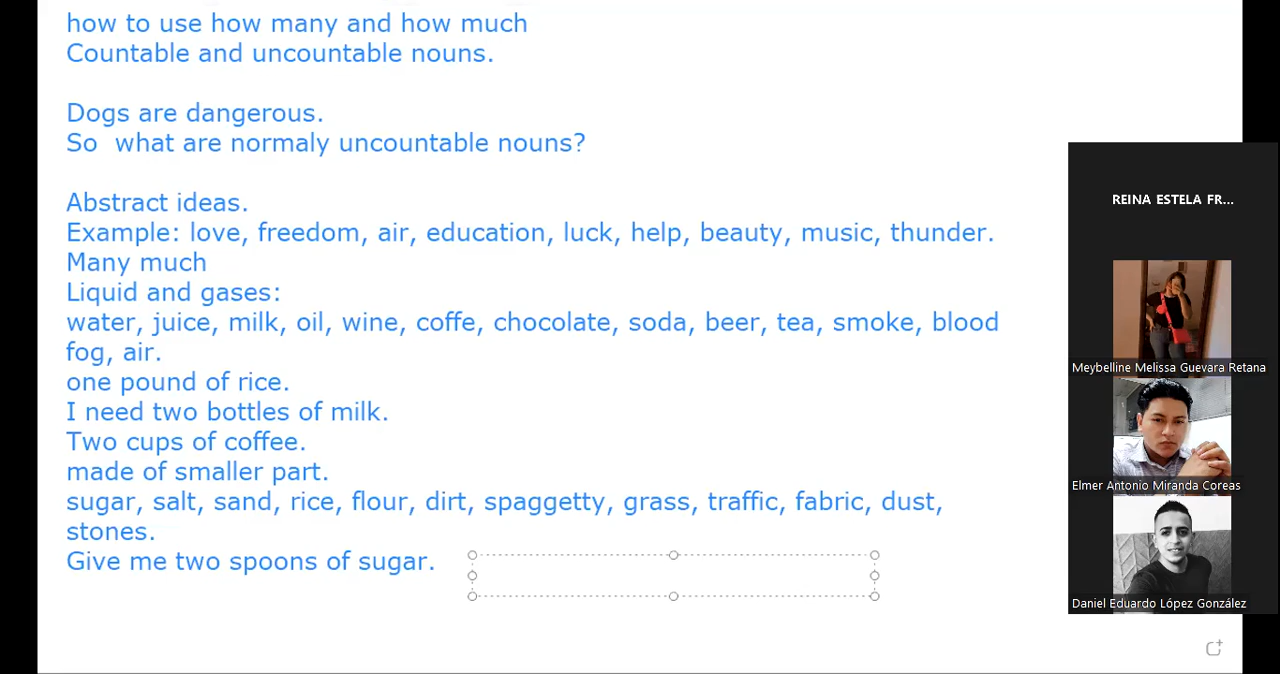 how to use how many and how much
Countable and uncountable nouns.
Dogs are dangerous.
So  what are normaly uncountable nouns?
Abstract ideas.
Example: love, freedom, air, education, luck, help, beauty, music, thunder.
Many much
Liquid and gases:
water, juice, milk, oil, wine, coffe, chocolate, soda, beer, tea, smoke, blood
fog, air.
one pound of rice.
I need two bottles of milk.
Two cups of coffee.
made of smaller part.
sugar, salt, sand, rice, flour, dirt, spaggetty, grass, traffic, fabric, dust,
stones.
Give me two spoons of sugar.
REINA ESTELA FR...
Meybelline Melissa Guevara Retana
Elmer Antonio Miranda Coreas
Daniel Eduardo López González